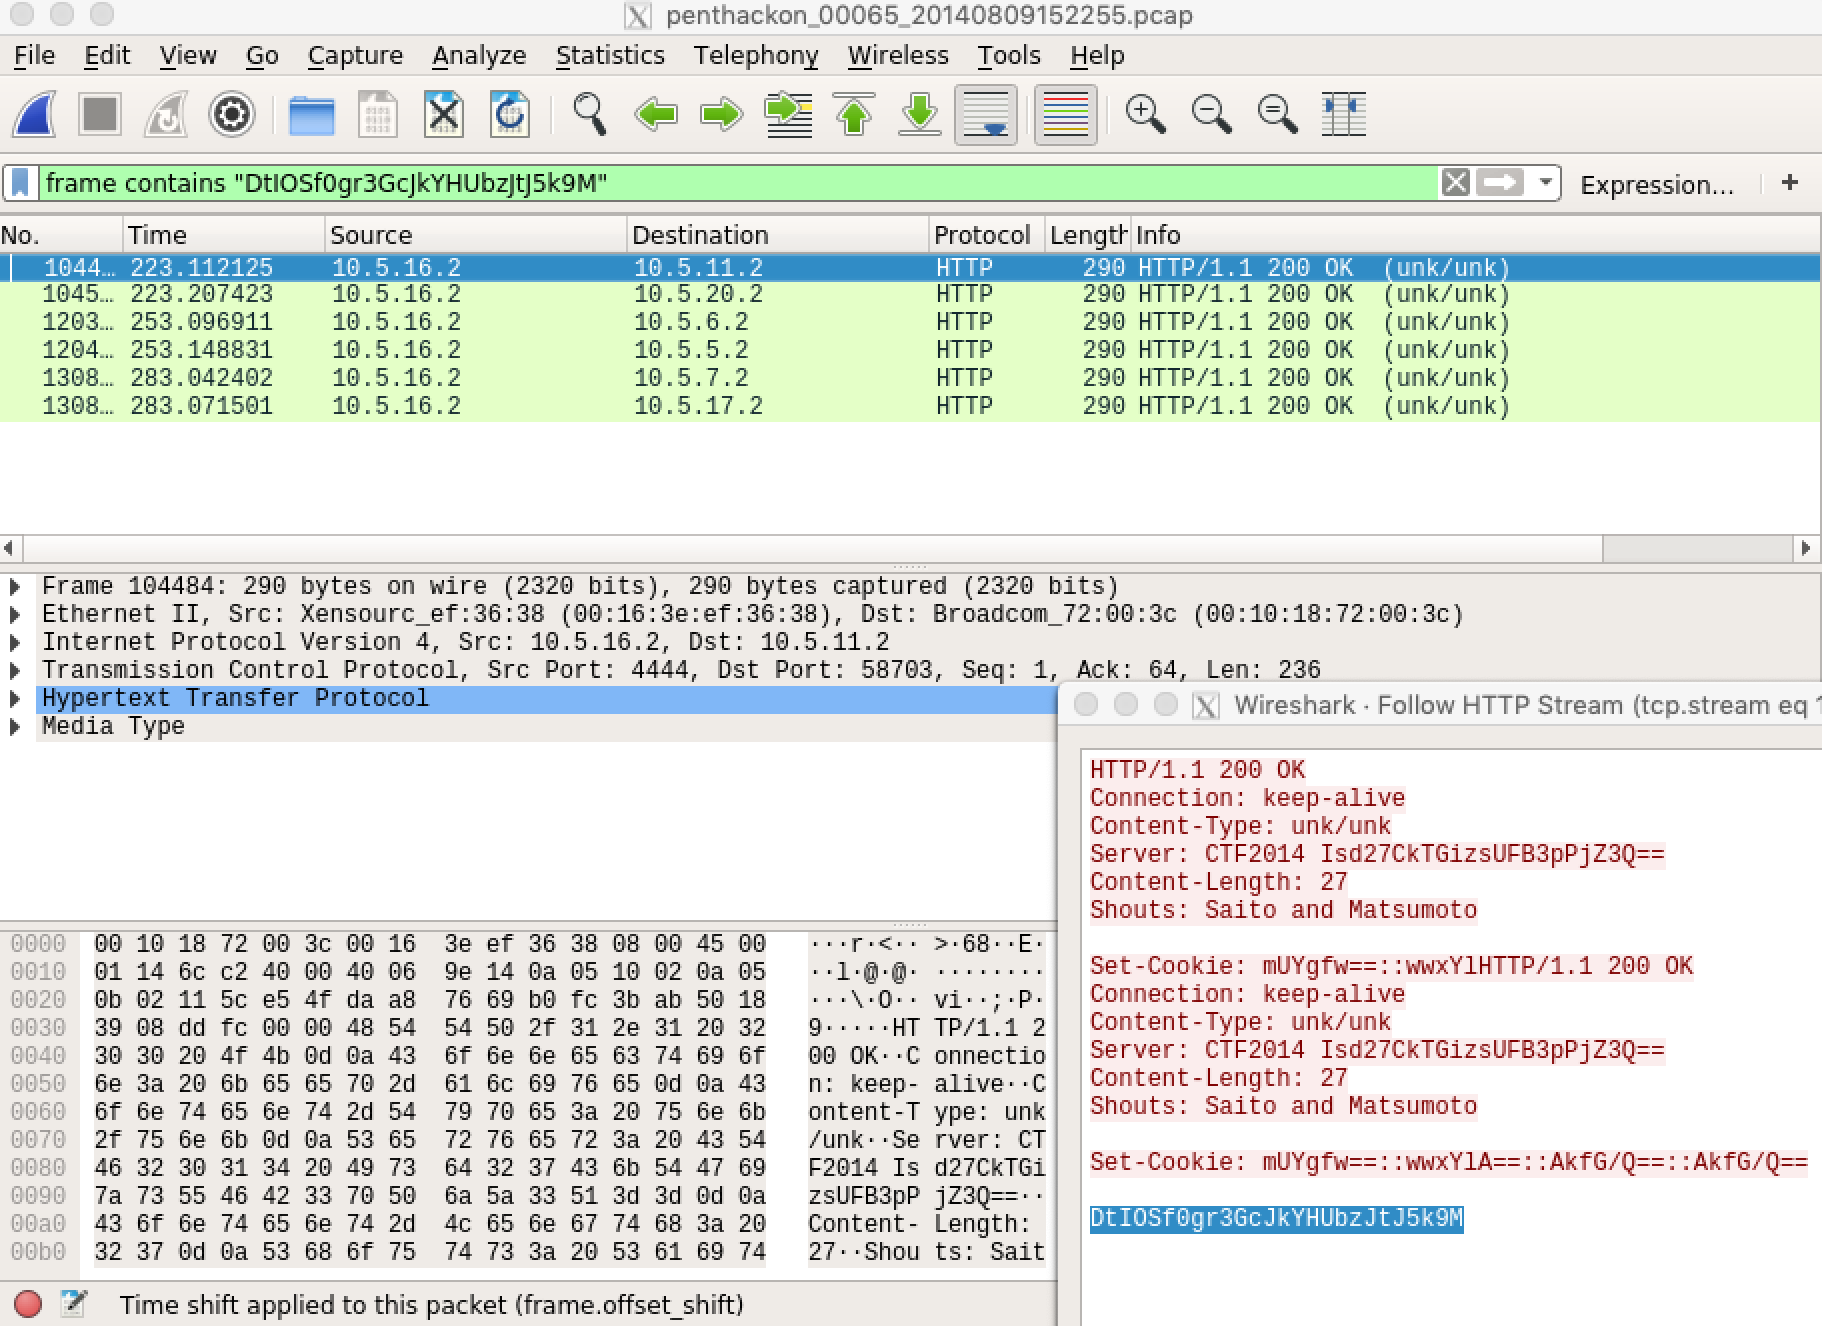 penthackon_00065_20140809152255.pcap
File Edit View Go Capture Analyze Statistics Telephony Wireless Tools Help
frame contains "DtIOSf0gr3GcJkYHUbzJtJ5k9M"
Expression… +
No. Time Source Destination Protocol Length Info
1044… 223.112125 10.5.16.2 10.5.11.2 HTTP 290 HTTP/1.1 200 OK (unk/unk)
1045… 223.207423 10.5.16.2 10.5.20.2 HTTP 290 HTTP/1.1 200 OK (unk/unk)
1203… 253.096911 10.5.16.2 10.5.6.2 HTTP 290 HTTP/1.1 200 OK (unk/unk)
1204… 253.148831 10.5.16.2 10.5.5.2 HTTP 290 HTTP/1.1 200 OK (unk/unk)
1308… 283.042402 10.5.16.2 10.5.7.2 HTTP 290 HTTP/1.1 200 OK (unk/unk)
1308… 283.071501 10.5.16.2 10.5.17.2 HTTP 290 HTTP/1.1 200 OK (unk/unk)
Frame 104484: 290 bytes on wire (2320 bits), 290 bytes captured (2320 bits)
Ethernet II, Src: Xensourc_ef:36:38 (00:16:3e:ef:36:38), Dst: Broadcom_72:00:3c (00:10:18:72:00:3c)
Internet Protocol Version 4, Src: 10.5.16.2, Dst: 10.5.11.2
Transmission Control Protocol, Src Port: 4444, Dst Port: 58703, Seq: 1, Ack: 64, Len: 236
Hypertext Transfer Protocol
Media Type
0000 00 10 18 72 00 3c 00 16 3e ef 36 38 08 00 45 00 ···r·<·· >·68··E·
0010 01 14 6c c2 40 00 40 06 9e 14 0a 05 10 02 0a 05 ··l·@·@· ········
0020 0b 02 11 5c e5 4f da a8 76 69 b0 fc 3b ab 50 18 ···\·O·· vi··;·P·
0030 39 08 dd fc 00 00 48 54 54 50 2f 31 2e 31 20 32 9·····HT TP/1.1 2
0040 30 30 20 4f 4b 0d 0a 43 6f 6e 6e 65 63 74 69 6f 00 OK··C onnectio
0050 6e 3a 20 6b 65 65 70 2d 61 6c 69 76 65 0d 0a 43 n: keep- alive··C
0060 6f 6e 74 65 6e 74 2d 54 79 70 65 3a 20 75 6e 6b ontent-T ype: unk
0070 2f 75 6e 6b 0d 0a 53 65 72 76 65 72 3a 20 43 54 /unk··Se rver: CT
0080 46 32 30 31 34 20 49 73 64 32 37 43 6b 54 47 69 F2014 Is d27CkTGi
0090 7a 73 55 46 42 33 70 50 6a 5a 33 51 3d 3d 0d 0a zsUFB3pP jZ3Q==··
00a0 43 6f 6e 74 65 6e 74 2d 4c 65 6e 67 74 68 3a 20 Content- Length:
00b0 32 37 0d 0a 53 68 6f 75 74 73 3a 20 53 61 69 74 27··Shou ts: Sait
Time shift applied to this packet (frame.offset_shift)
Wireshark · Follow HTTP Stream (tcp.stream eq 1
HTTP/1.1 200 OK
Connection: keep-alive
Content-Type: unk/unk
Server: CTF2014 Isd27CkTGizsUFB3pPjZ3Q==
Content-Length: 27
Shouts: Saito and Matsumoto
Set-Cookie: mUYgfw==::wwxYlHTTP/1.1 200 OK
Connection: keep-alive
Content-Type: unk/unk
Server: CTF2014 Isd27CkTGizsUFB3pPjZ3Q==
Content-Length: 27
Shouts: Saito and Matsumoto
Set-Cookie: mUYgfw==::wwxYlA==::AkfG/Q==::AkfG/Q==
DtIOSf0gr3GcJkYHUbzJtJ5k9M